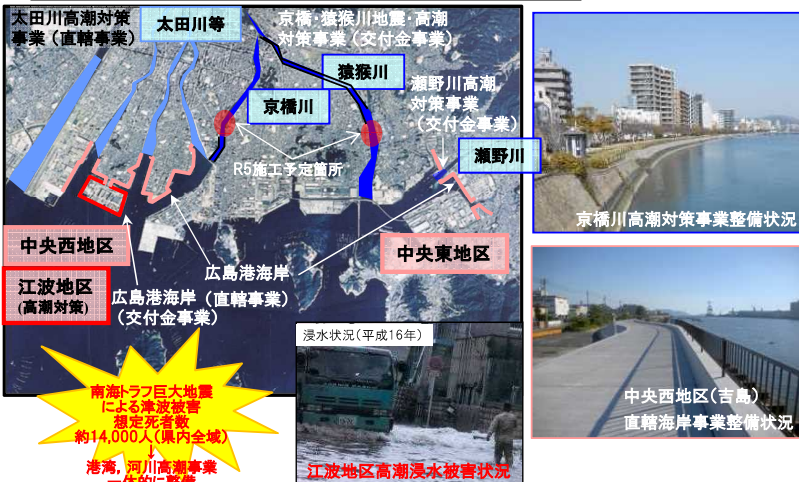 太田川高潮対策
事業（直轄事業）
太田川等
京橋・猿猴川地震・高潮
対策事業（交付金事業）
猿猴川
京橋川
瀬野川高潮
対策事業
（交付金事業）
瀬野川
R5施工予定箇所
中央西地区
江波地区
(高潮対策)
広島港海岸
（交付金事業）
広島港海岸
（直轄事業）
中央東地区
京橋川高潮対策事業整備状況
中央西地区（吉島）
直轄海岸事業整備状況
浸水状況（平成16年）
江波地区高潮浸水被害状況
南海トラフ巨大地震
による津波被害
想定死者数
約14,000人（県内全域）
↓
港湾，河川高潮事業
一体的に整備